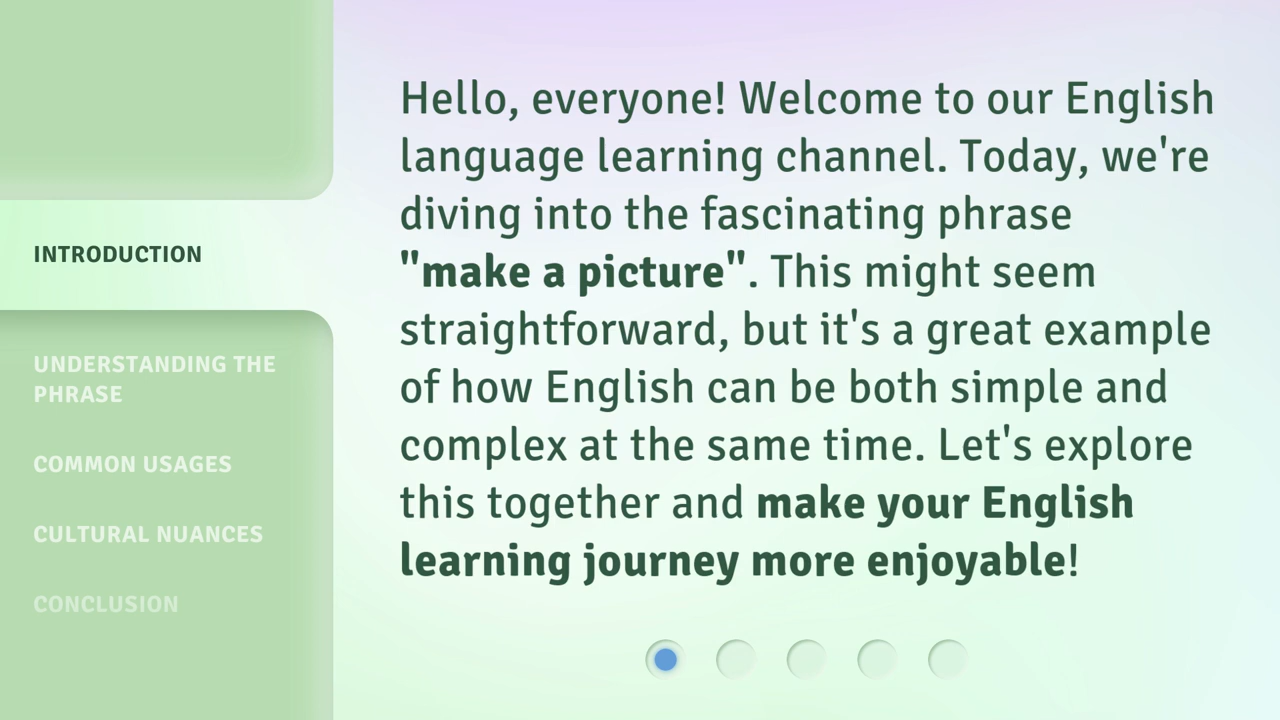 INTRODUCTION
UNDERSTANDING THE
PHRASE
COMMON USAGES
CULTURAL NUANCES
CONCLUSION
Hello, everyone! Welcome to our English
language learning channel. Today, we're
diving into the fascinating phrase
"make a picture". This might seem
straightforward, but it's a great example
of how English can be both simple and
complex at the same time. Let's explore
this together and make your English
learning journey more enjoyable!